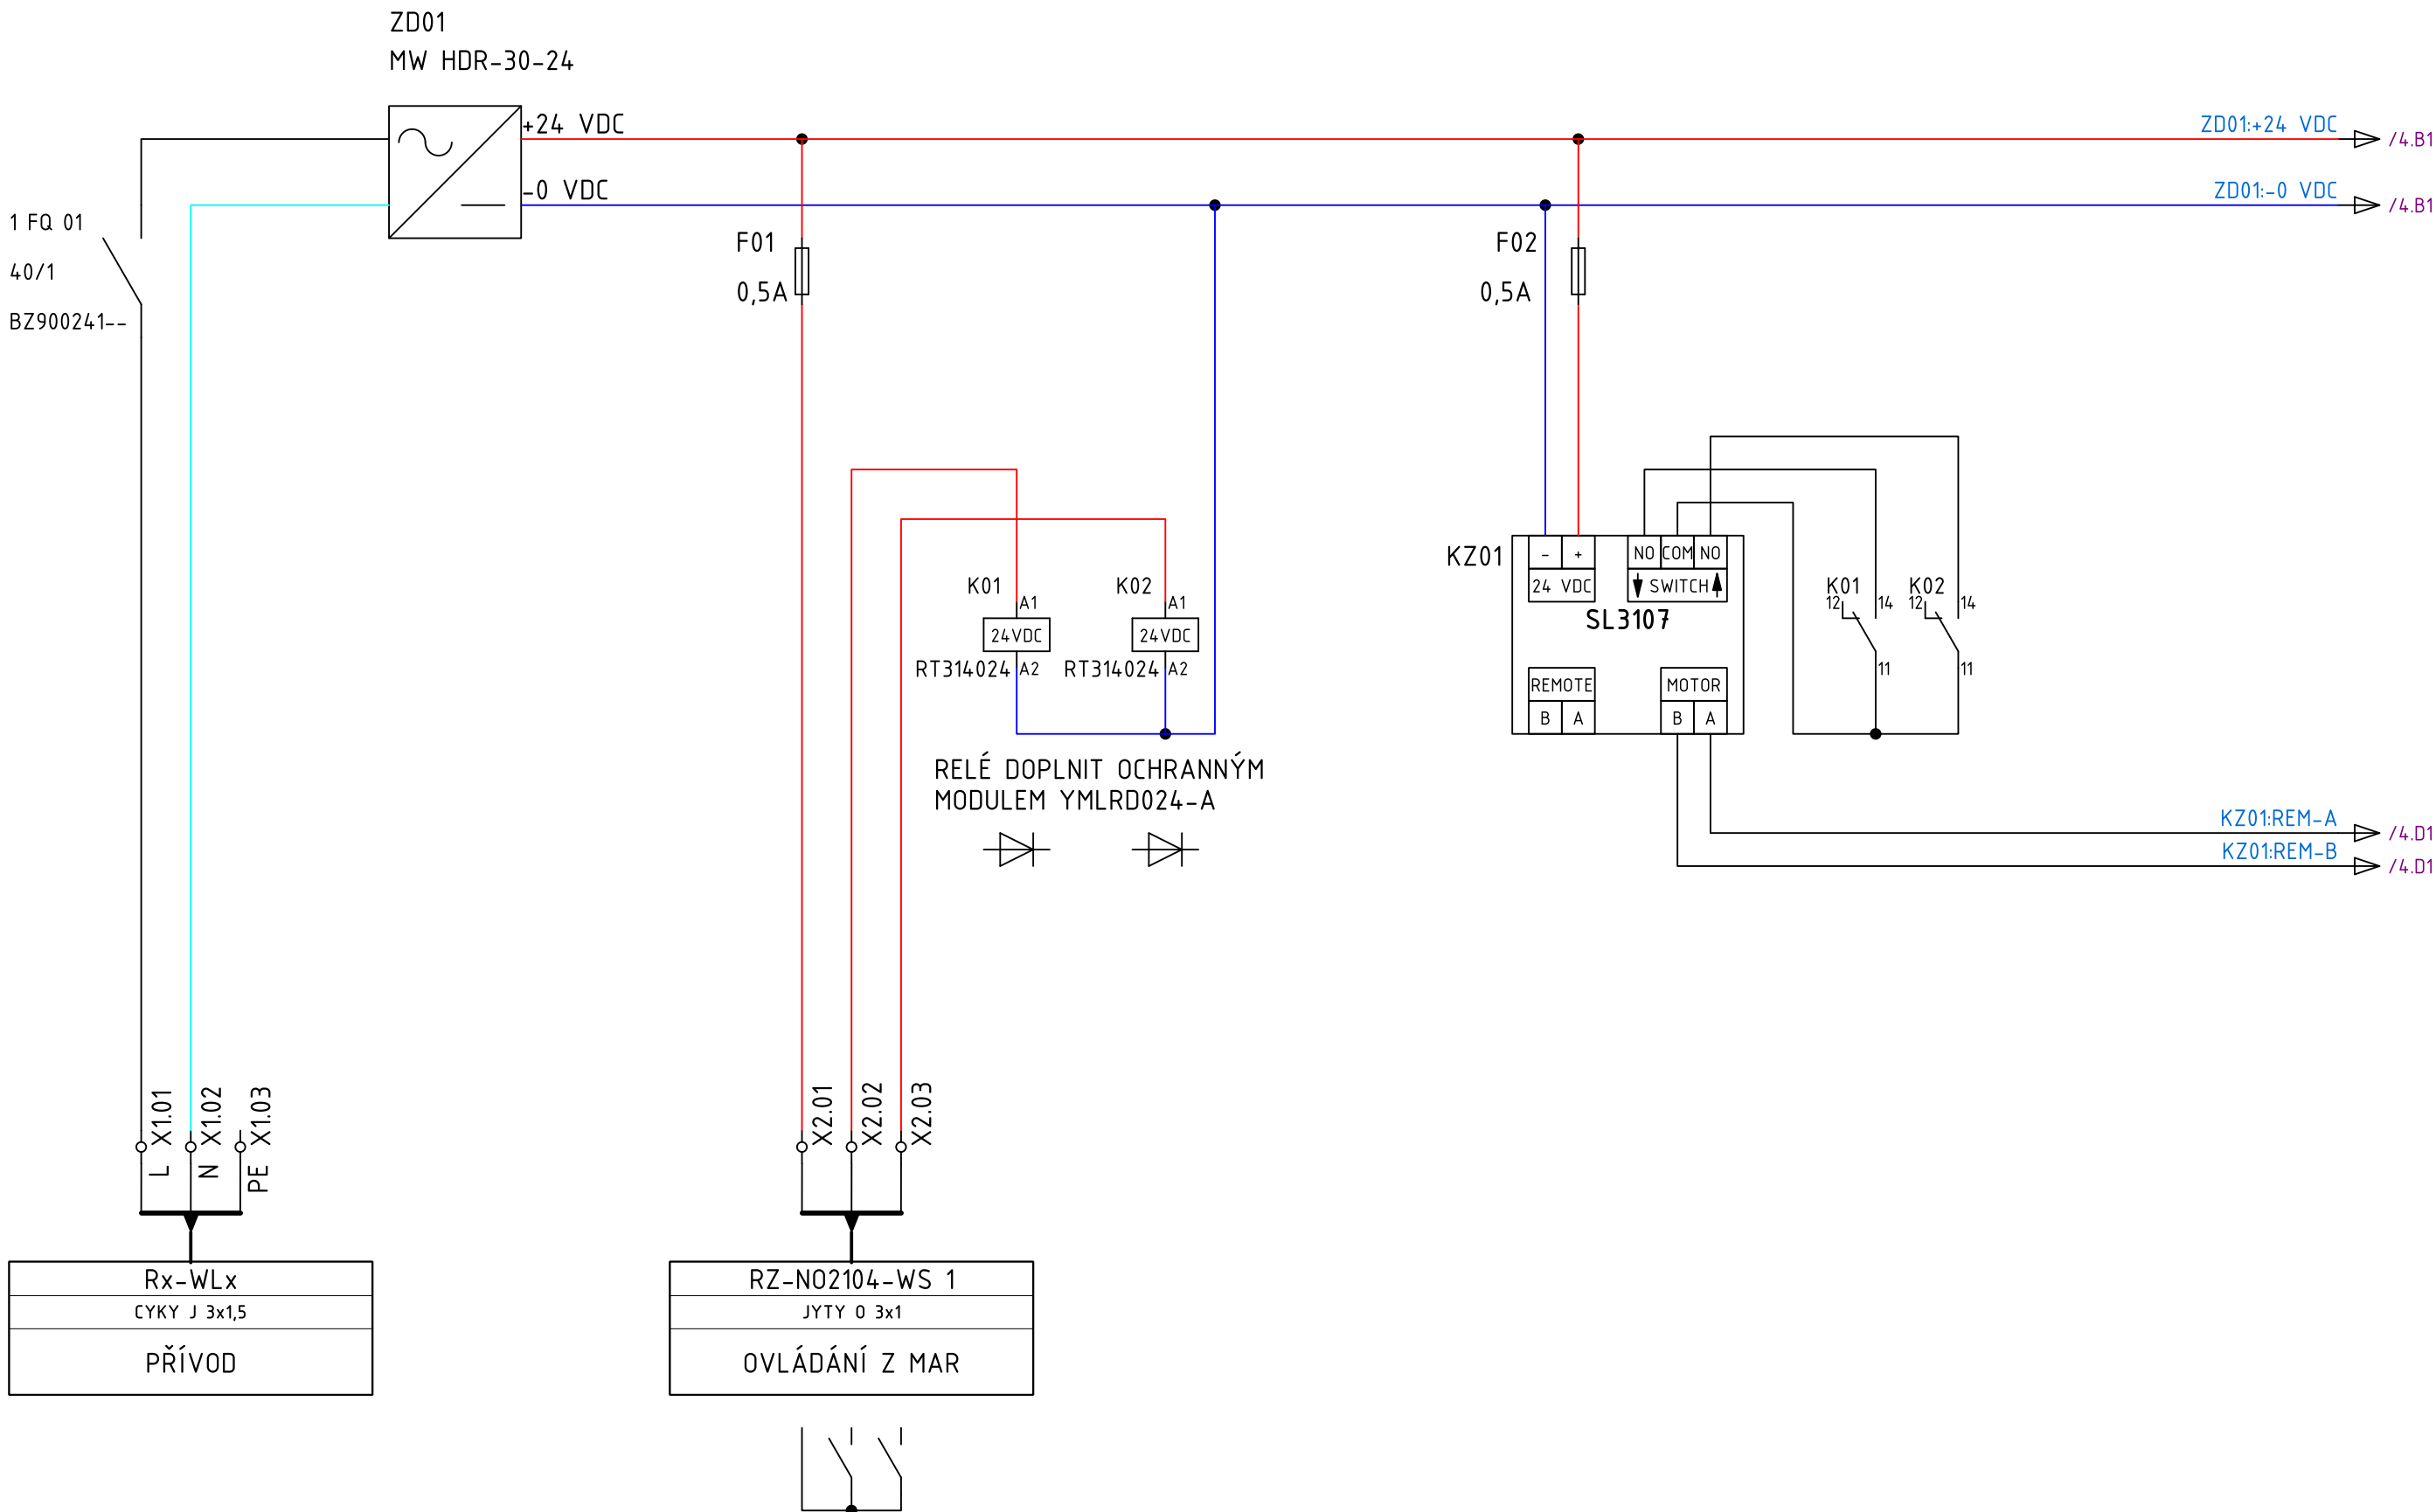 ZD01
MW HDR-30-24
+24 VDC
-0 VDC
ZD01:+24 VDC
/4.B1
ZD01:-0 VDC
/4.B1
1 FQ 01
40/1
BZ900241--
F01
0,5A
F02
0,5A
KZ01
- +
24 VDC
NO COM NO
SWITCH
SL3107
REMOTE
B A
MOTOR
B A
K01
12 14
11
K02
12 14
11
K01
A1
24VDC
RT314024 A2
K02
A1
24VDC
RT314024 A2
RELÉ DOPLNIT OCHRANNÝM
MODULEM YMLRD024-A
KZ01:REM-A
/4.D1
KZ01:REM-B
/4.D1
X1.01
X1.02
X1.03
L
N
PE
X2.01
X2.02
X2.03
Rx-WLx
CYKY J 3x1,5
PŘÍVOD
RZ-NO2104-WS 1
JYTY O 3x1
OVLÁDÁNÍ Z MAR